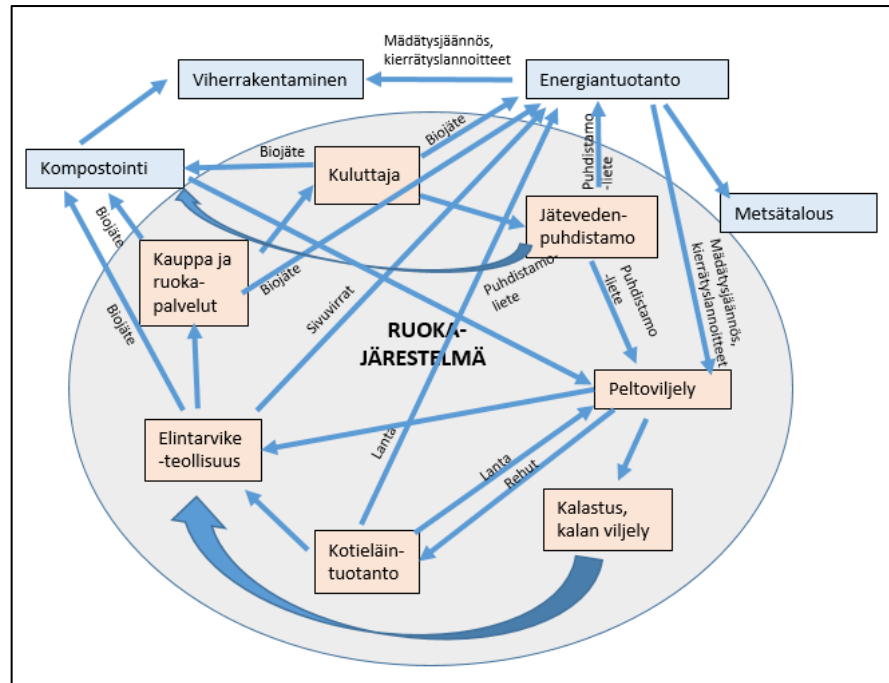 Mädätysjäännös,
kierrätyslannoitteet
Viherrakentaminen
Energiantuotanto
Biojäte
Biojäte
Puhdistamo
-liete
Kompostointi
Kuluttaja
Metsätalous
Jäteveden-
puhdistamo
Biojäte
Kauppa ja
ruoka-
palvelut
Biojäte
Puhdistamo-
liete
Puhdistamo
-liete
Mädätysjäännös,
kierrätyslannoitteet
Biojäte
Sivuvirrat
RUOKA-
JÄRESTELMÄ
Peltoviljely
Elintarvike
-teollisuus
Lanta
Lanta
Rehut
Kalastus,
kalan viljely
Kotieläin-
tuotanto